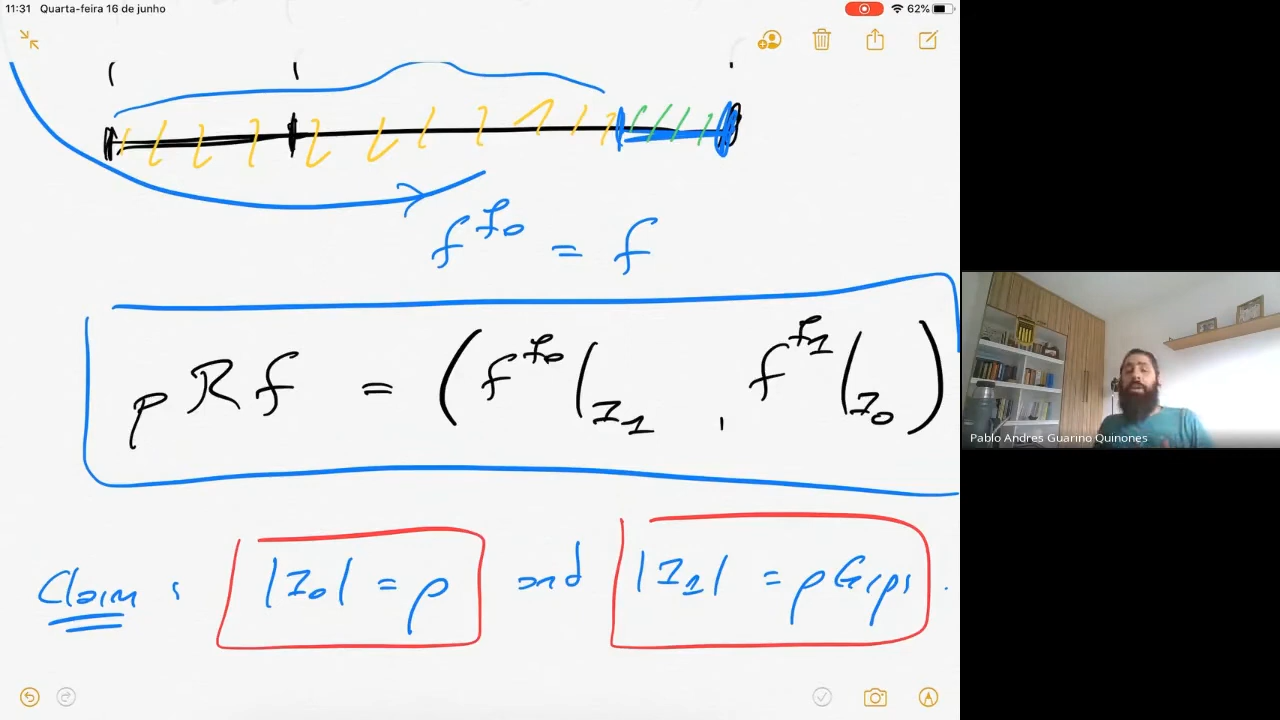 11:31 Quarta-feira 16 de junho 62%
f^{I_0} = f
pRf = (f^{I_0}|_{I_1} , f^{I_1}|_{I_0})
Claim: |I_0| = ρ and |I_1| = ρG(ρ).
Pablo Andres Guarino Quinones